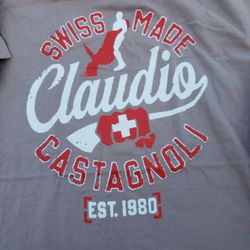 SWISS MADE
Claudio
CASTAGNOLI
[EST. 1980]